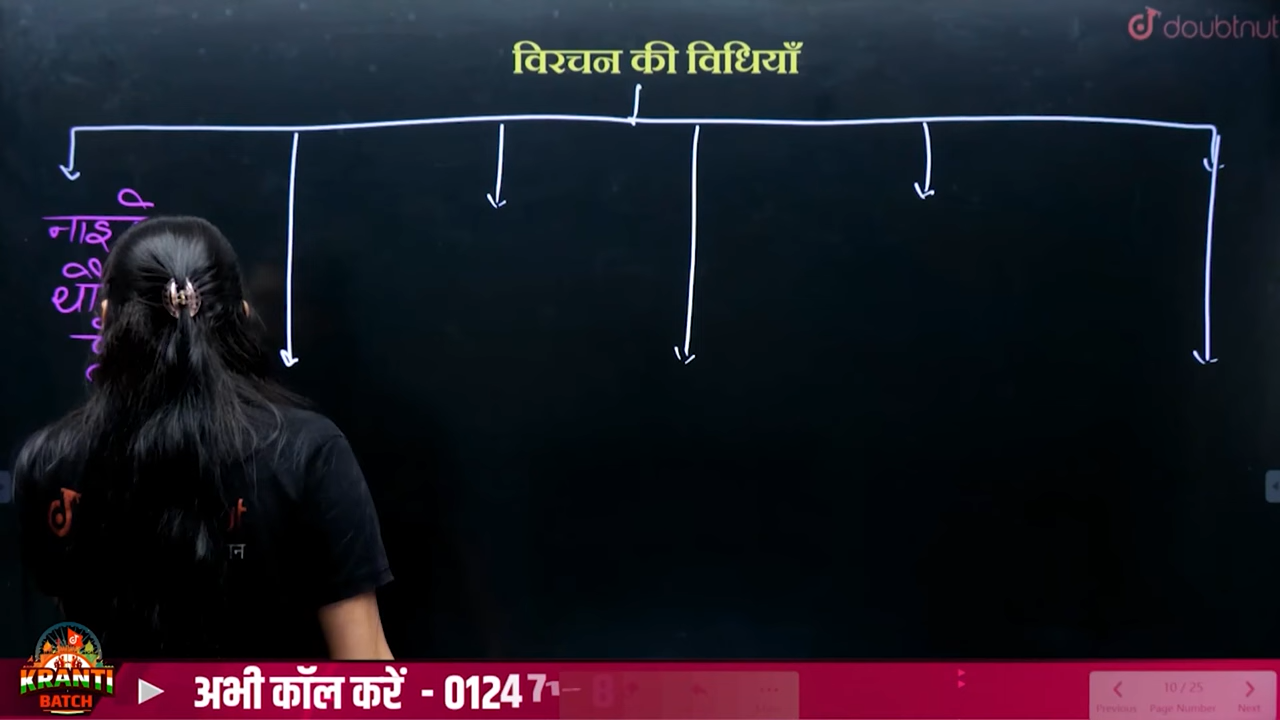 doubtnut
विरचन की विधियाँ
KRANTI
BATCH
अभी कॉल करें - 0124
10 / 25
Previous Page Number Next